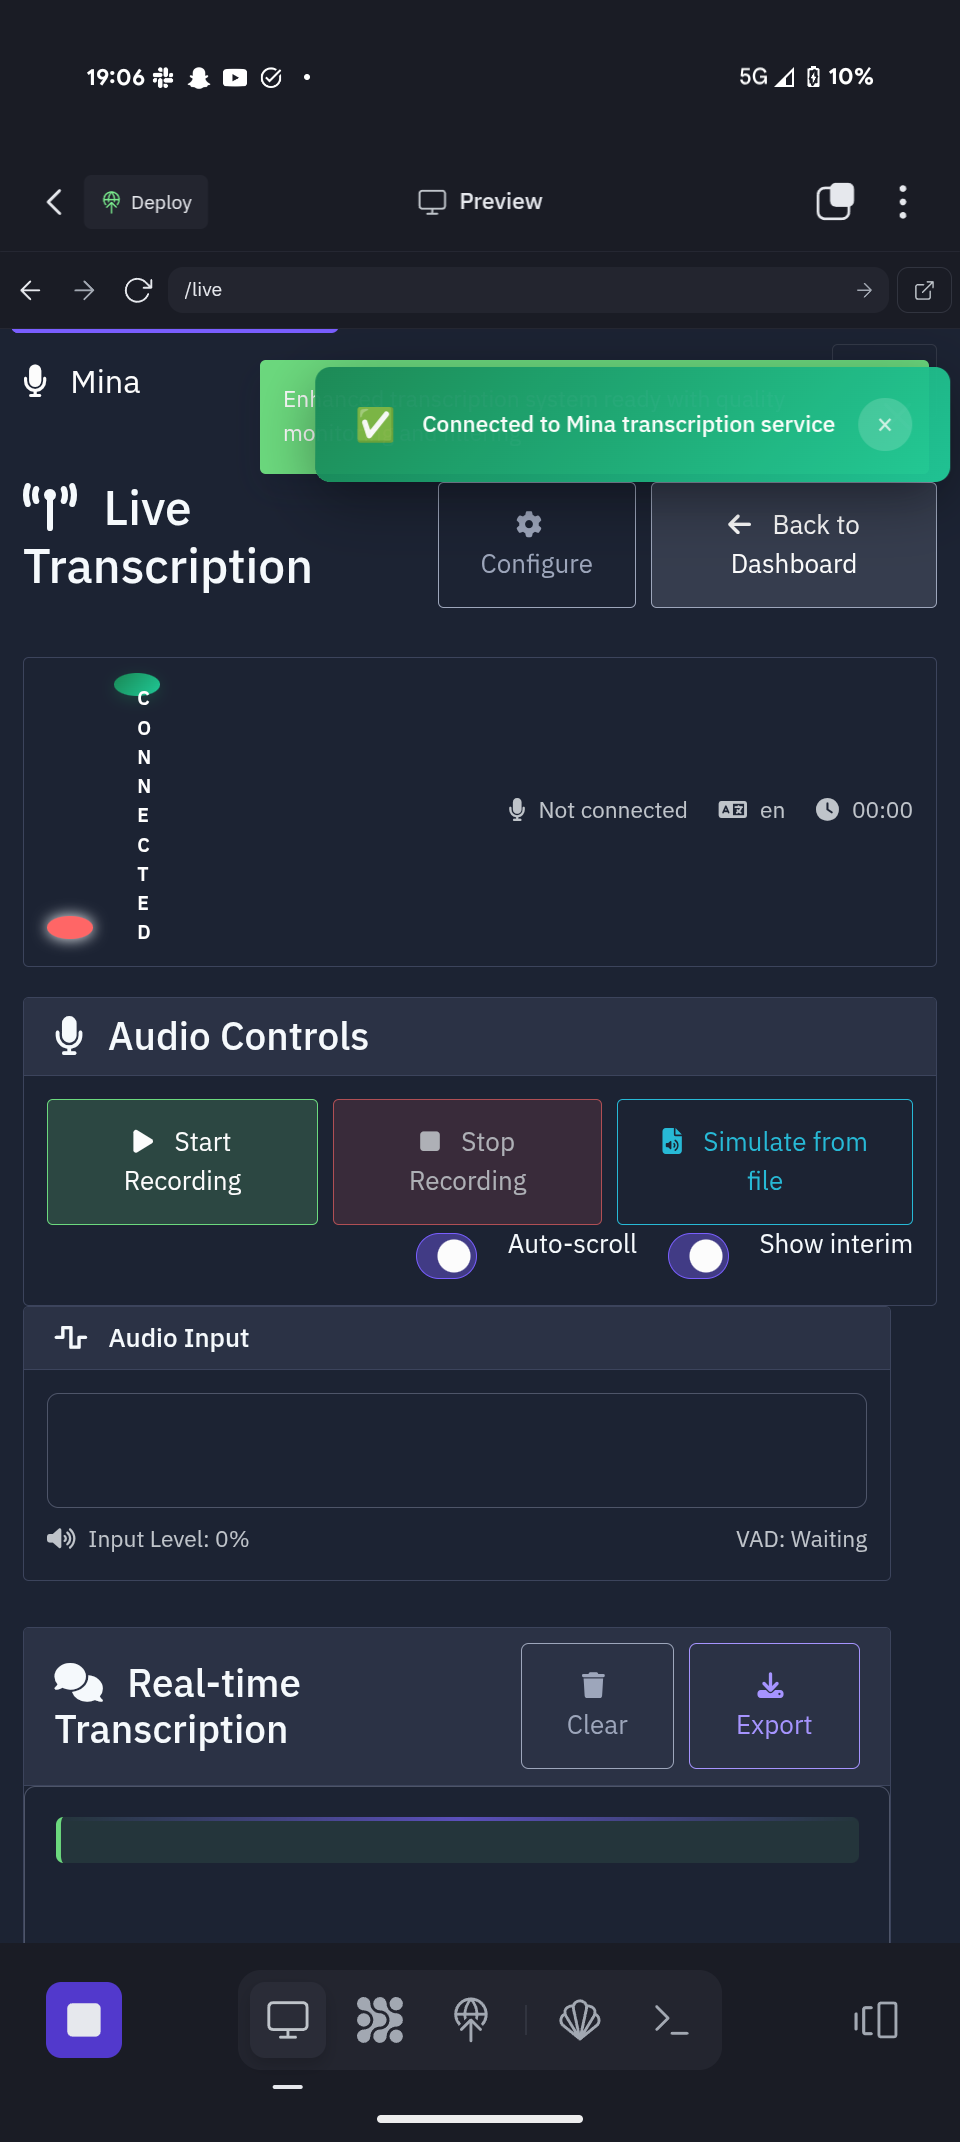 19:06
5G 10%
Deploy
Preview
/live
Mina
Enh
mo
Connected to Mina transcription service
Live
Transcription
Configure
Back to
Dashboard
CONNECTED
Not connected
en
00:00
Audio Controls
Start
Recording
Stop
Recording
Simulate from
file
Auto-scroll
Show interim
Audio Input
Input Level: 0%
VAD: Waiting
Real-time
Transcription
Clear
Export